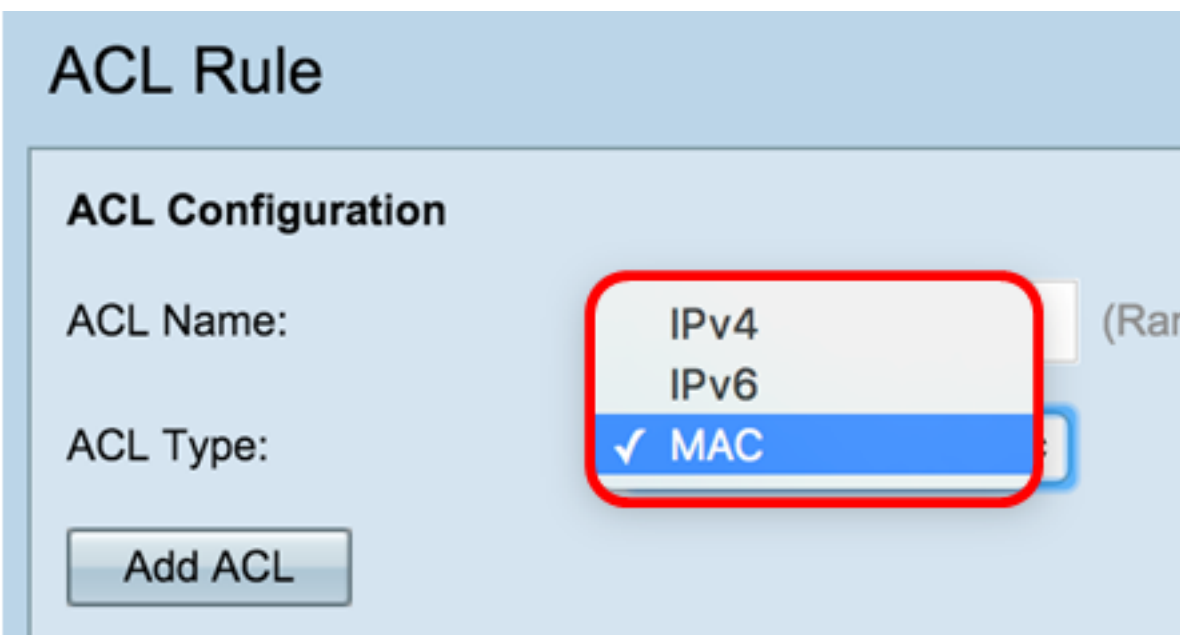 ACL Rule
ACL Configuration
ACL Name:
IPv4
IPv6
ACL Type:
✓ MAC
Add ACL